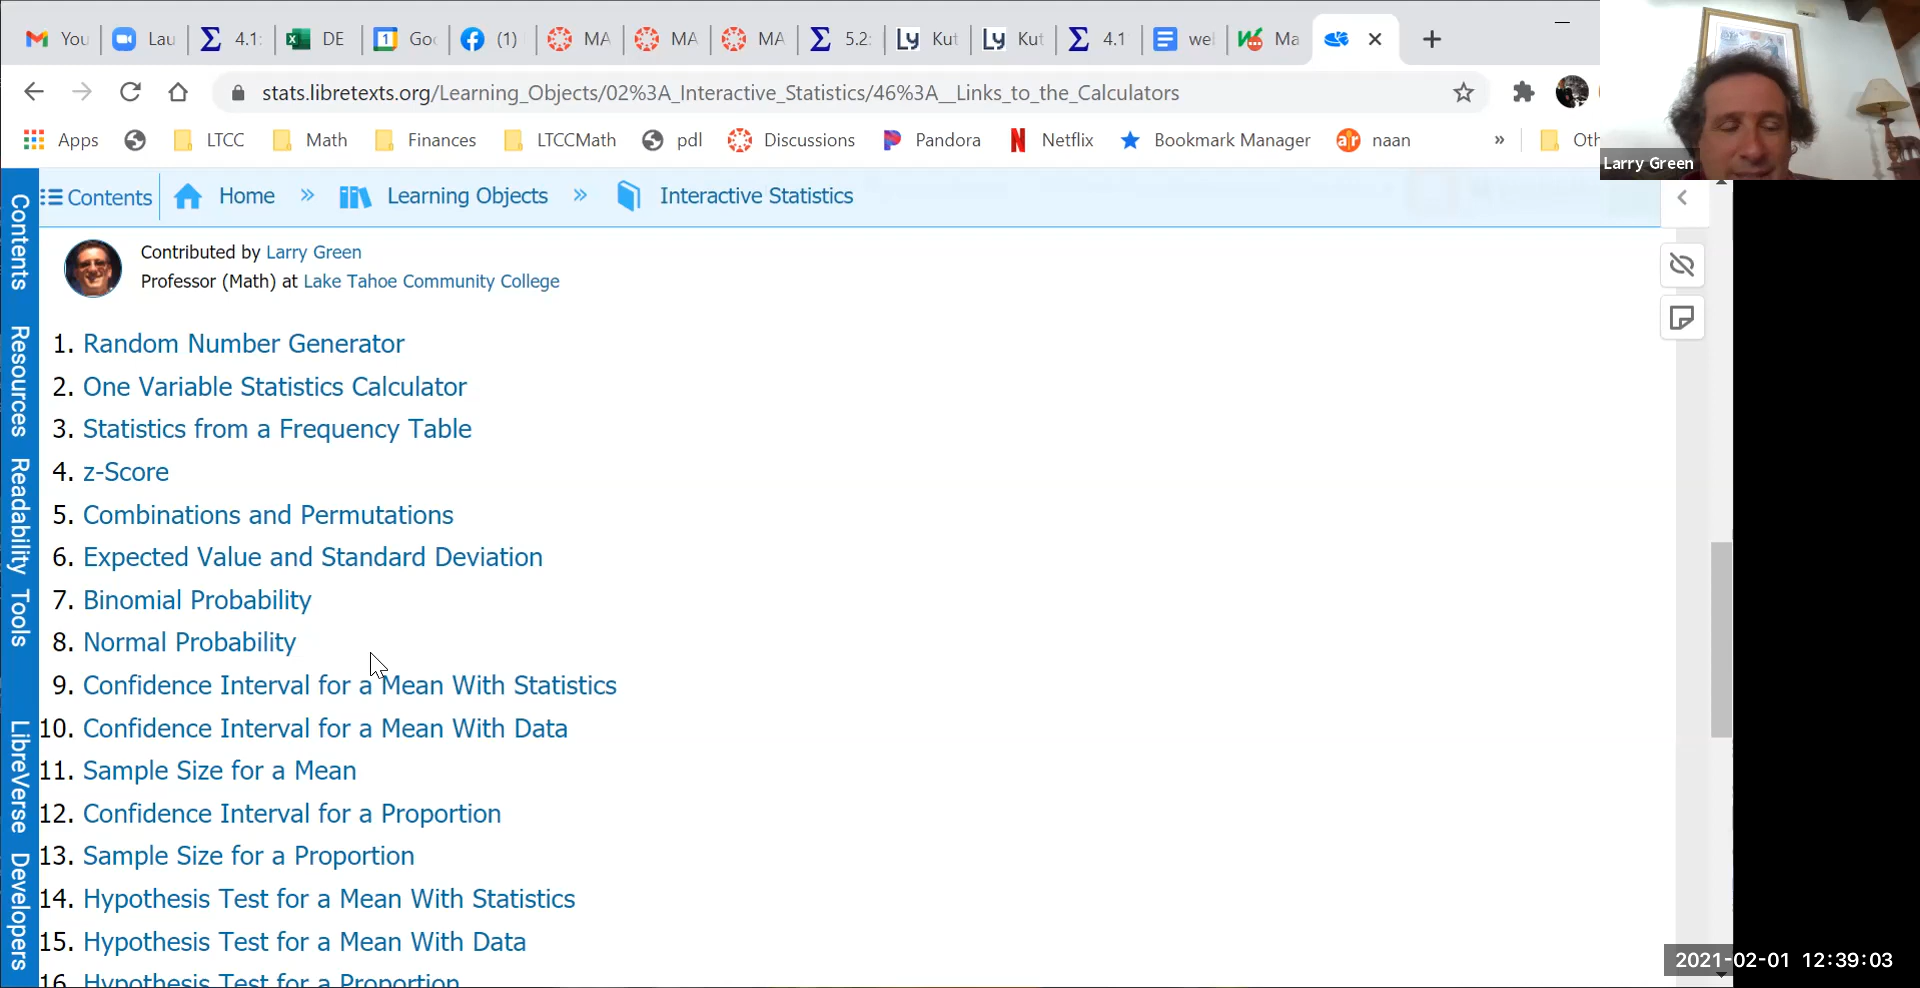 You
Lau
4.1:
DE
1 Goo
(1)
MA
MA
MA
5.2:
Ly Kut
Ly Kut
4.1
wel
Ma
stats.libretexts.org/Learning_Objects/02%3A_Interactive_Statistics/46%3A__Links_to_the_Calculators
Apps LTCC Math Finances LTCCMath pdl Discussions Pandora Netflix Bookmark Manager ar naan » Oth
Larry Green
Contents Home » Learning Objects » Interactive Statistics
Contents
Resources
Readability
Tools
LibreVerse
Developers
Contributed by Larry Green
Professor (Math) at Lake Tahoe Community College
1. Random Number Generator
2. One Variable Statistics Calculator
3. Statistics from a Frequency Table
4. z-Score
5. Combinations and Permutations
6. Expected Value and Standard Deviation
7. Binomial Probability
8. Normal Probability
9. Confidence Interval for a Mean With Statistics
10. Confidence Interval for a Mean With Data
11. Sample Size for a Mean
12. Confidence Interval for a Proportion
13. Sample Size for a Proportion
14. Hypothesis Test for a Mean With Statistics
15. Hypothesis Test for a Mean With Data
16. Hypothesis Test for a Proportion
2021-02-01 12:39:03